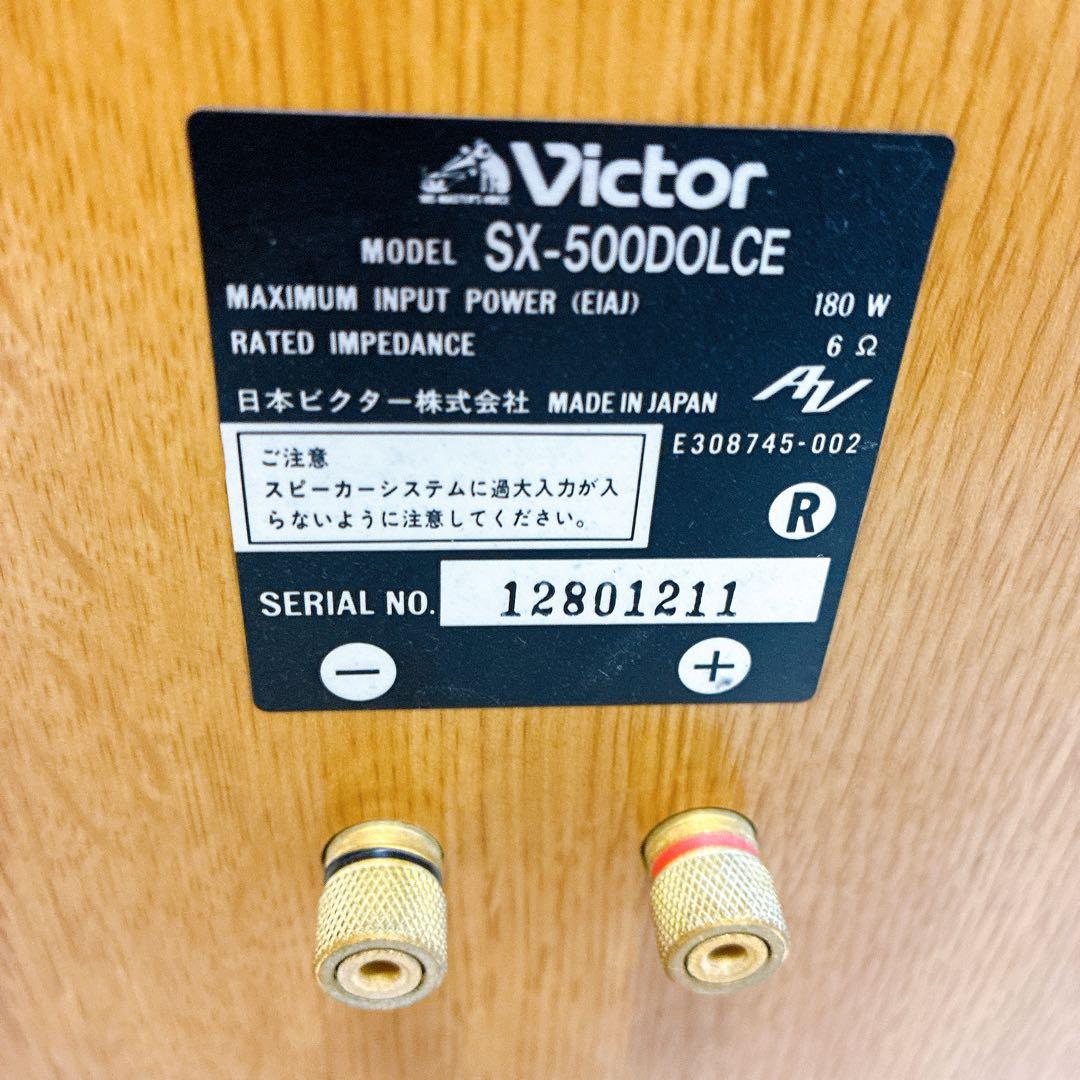 Victor
MODEL SX-500DOLCE
MAXIMUM INPUT POWER (EIAJ) 180 W
RATED IMPEDANCE 6 Ω
日本ビクター株式会社 MADE IN JAPAN AV
E308745-002
ご注意
スピーカーシステムに過大入力が入
らないように注意してください。
R
SERIAL NO. 12801211
− +